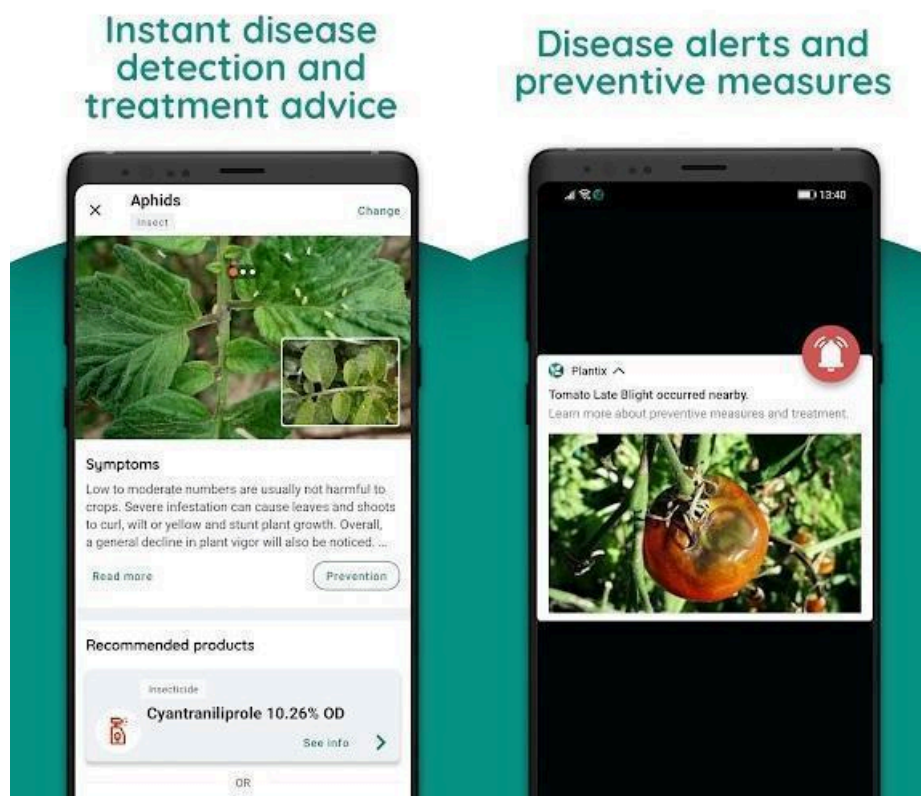 Instant disease
detection and
treatment advice
Aphids
Insect
Change
Symptoms
Low to moderate numbers are usually not harmful to
crops. Severe infestation can cause leaves and shoots
to curl, wilt or yellow and stunt plant growth. Overall,
a general decline in plant vigor will also be noticed. ...
Read more
Prevention
Recommended products
Insecticide
Cyantraniliprole 10.26% OD
See info
OR
Disease alerts and
preventive measures
13:40
Plantix
Tomato Late Blight occurred nearby.
Learn more about preventive measures and treatment.